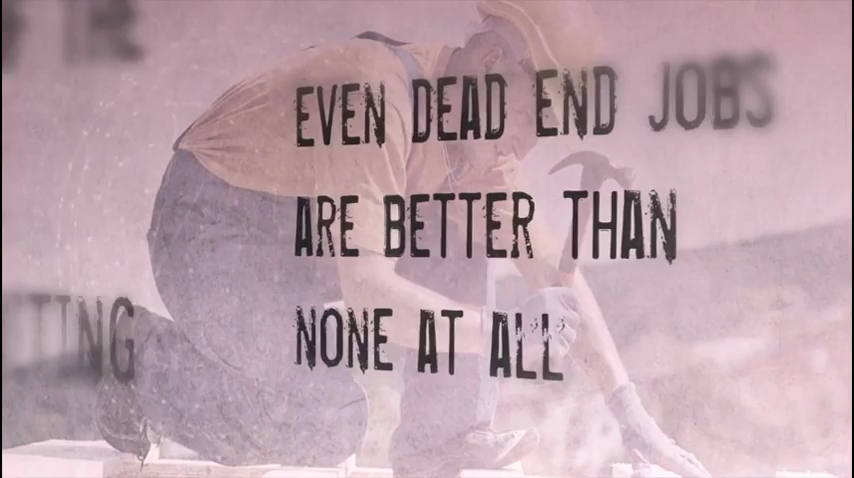 EVEN DEAD END JOBS
ARE BETTER THAN
NONE AT ALL